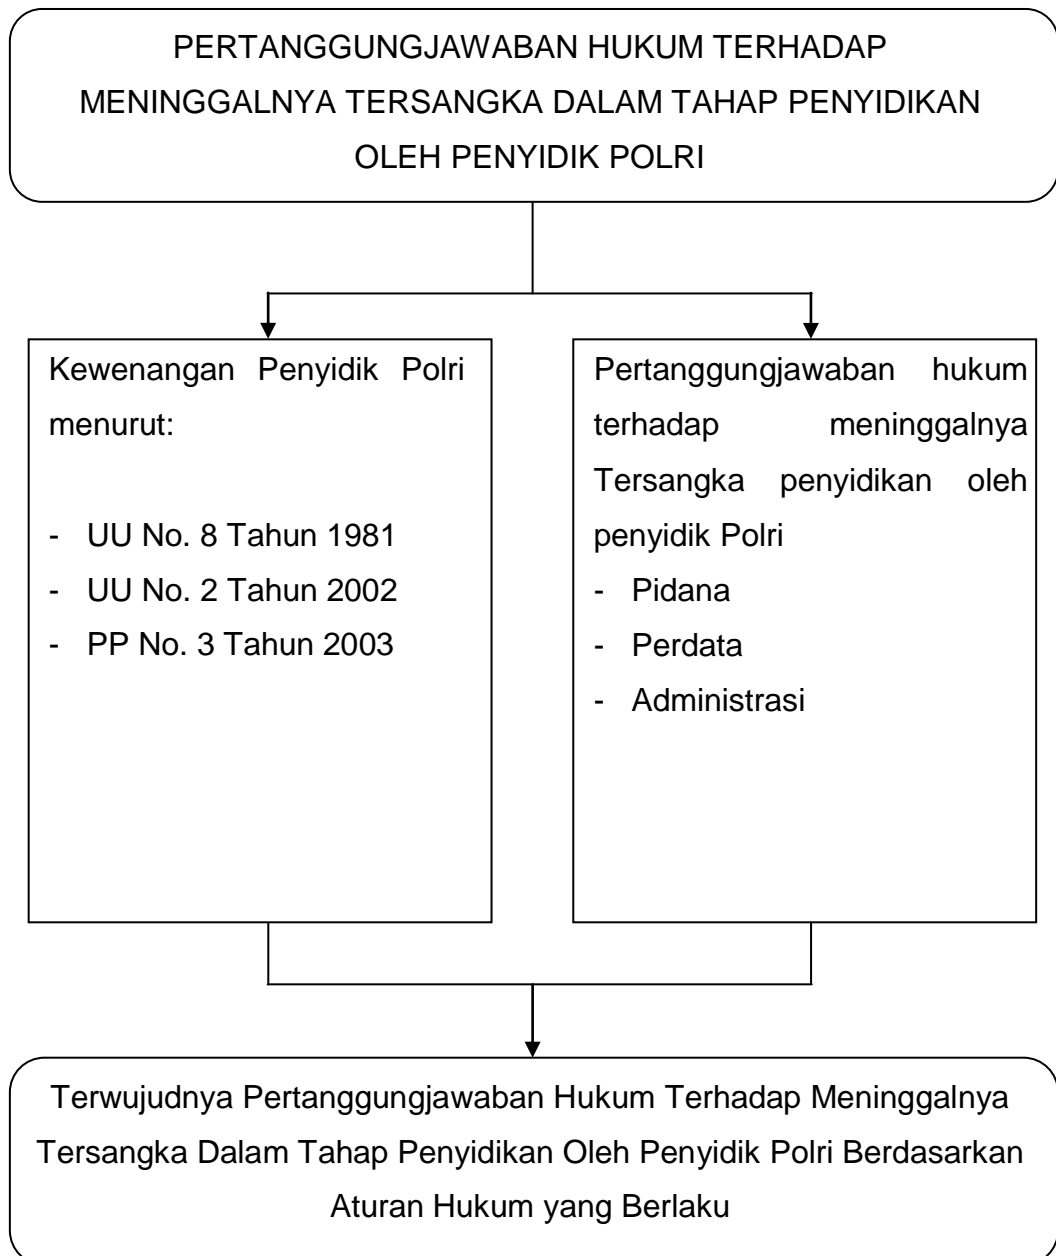 PERTANGGUNGJAWABAN HUKUM TERHADAP
MENINGGALNYA TERSANGKA DALAM TAHAP PENYIDIKAN
OLEH PENYIDIK POLRI
Kewenangan Penyidik Polri
menurut:
- UU No. 8 Tahun 1981
- UU No. 2 Tahun 2002
- PP No. 3 Tahun 2003
Pertanggungjawaban hukum
terhadap meninggalnya
Tersangka penyidikan oleh
penyidik Polri
- Pidana
- Perdata
- Administrasi
Terwujudnya Pertanggungjawaban Hukum Terhadap Meninggalnya
Tersangka Dalam Tahap Penyidikan Oleh Penyidik Polri Berdasarkan
Aturan Hukum yang Berlaku